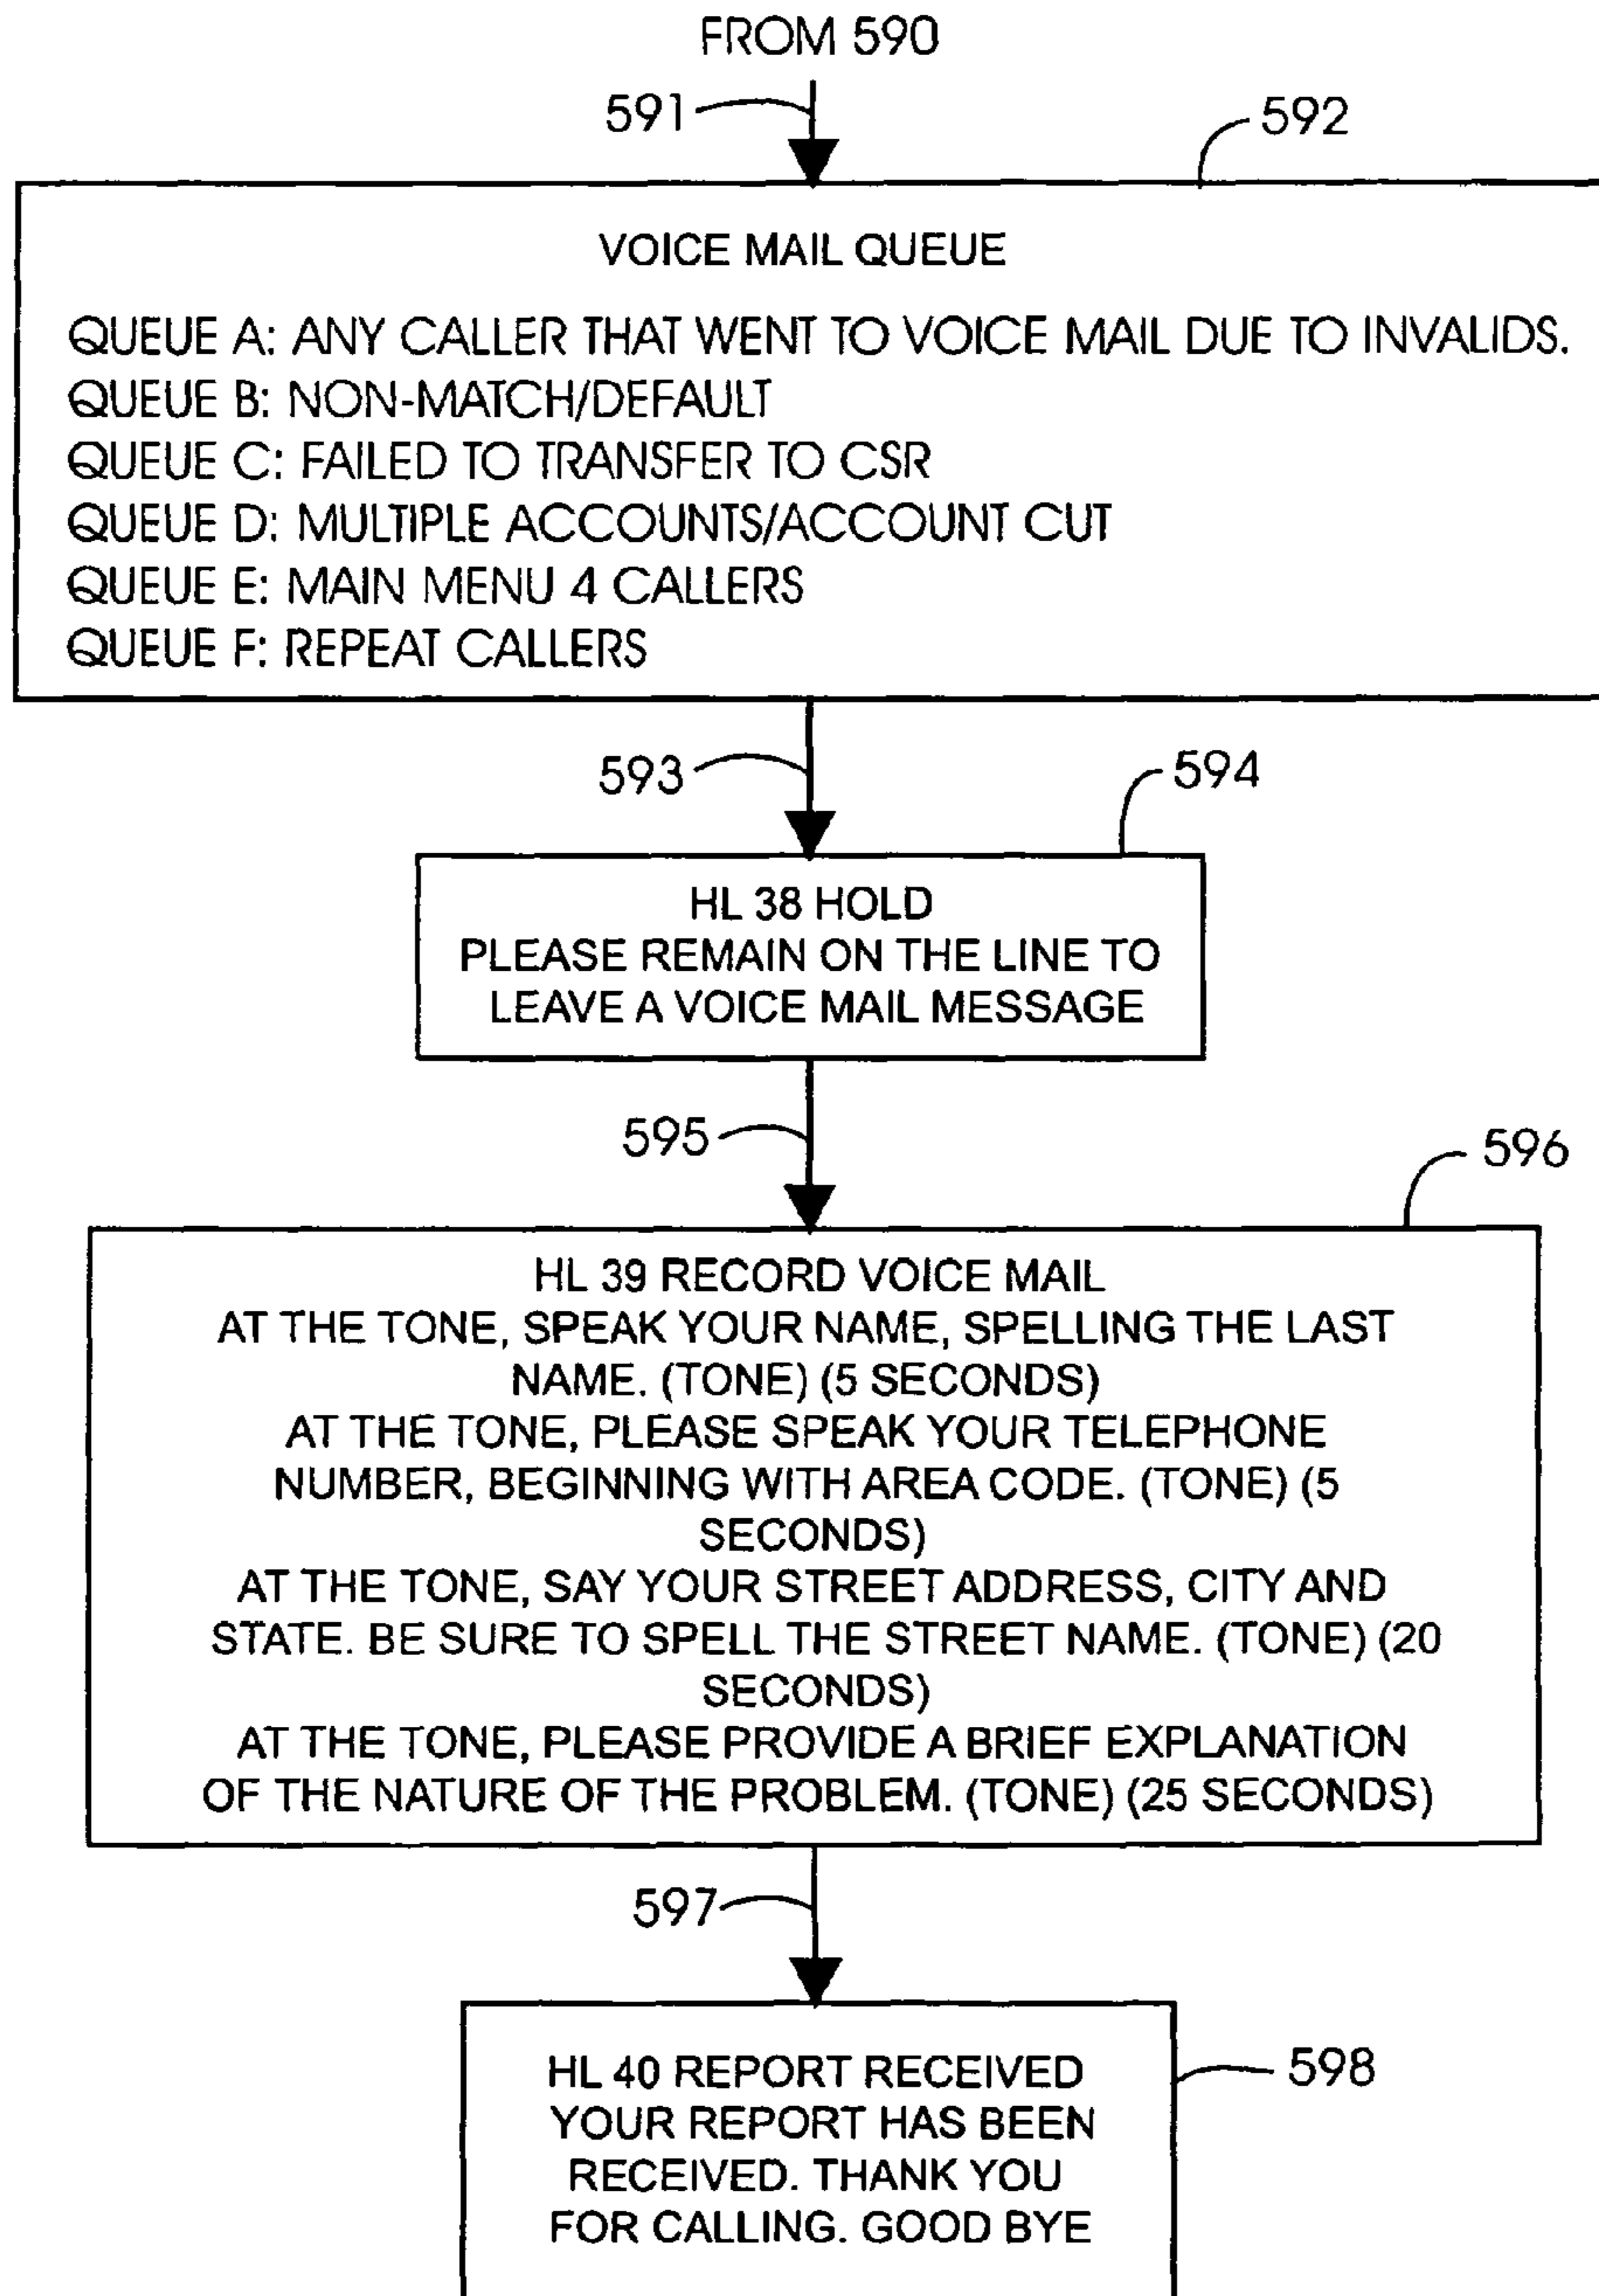 FROM 590
591
592
VOICE MAIL QUEUE
QUEUE A: ANY CALLER THAT WENT TO VOICE MAIL DUE TO INVALIDS.
QUEUE B: NON-MATCH/DEFAULT
QUEUE C: FAILED TO TRANSFER TO CSR
QUEUE D: MULTIPLE ACCOUNTS/ACCOUNT CUT
QUEUE E: MAIN MENU 4 CALLERS
QUEUE F: REPEAT CALLERS
593
594
HL 38 HOLD
PLEASE REMAIN ON THE LINE TO
LEAVE A VOICE MAIL MESSAGE
595
596
HL 39 RECORD VOICE MAIL
AT THE TONE, SPEAK YOUR NAME, SPELLING THE LAST
NAME. (TONE) (5 SECONDS)
AT THE TONE, PLEASE SPEAK YOUR TELEPHONE
NUMBER, BEGINNING WITH AREA CODE. (TONE) (5
SECONDS)
AT THE TONE, SAY YOUR STREET ADDRESS, CITY AND
STATE. BE SURE TO SPELL THE STREET NAME. (TONE) (20
SECONDS)
AT THE TONE, PLEASE PROVIDE A BRIEF EXPLANATION
OF THE NATURE OF THE PROBLEM. (TONE) (25 SECONDS)
597
598
HL 40 REPORT RECEIVED
YOUR REPORT HAS BEEN
RECEIVED. THANK YOU
FOR CALLING. GOOD BYE